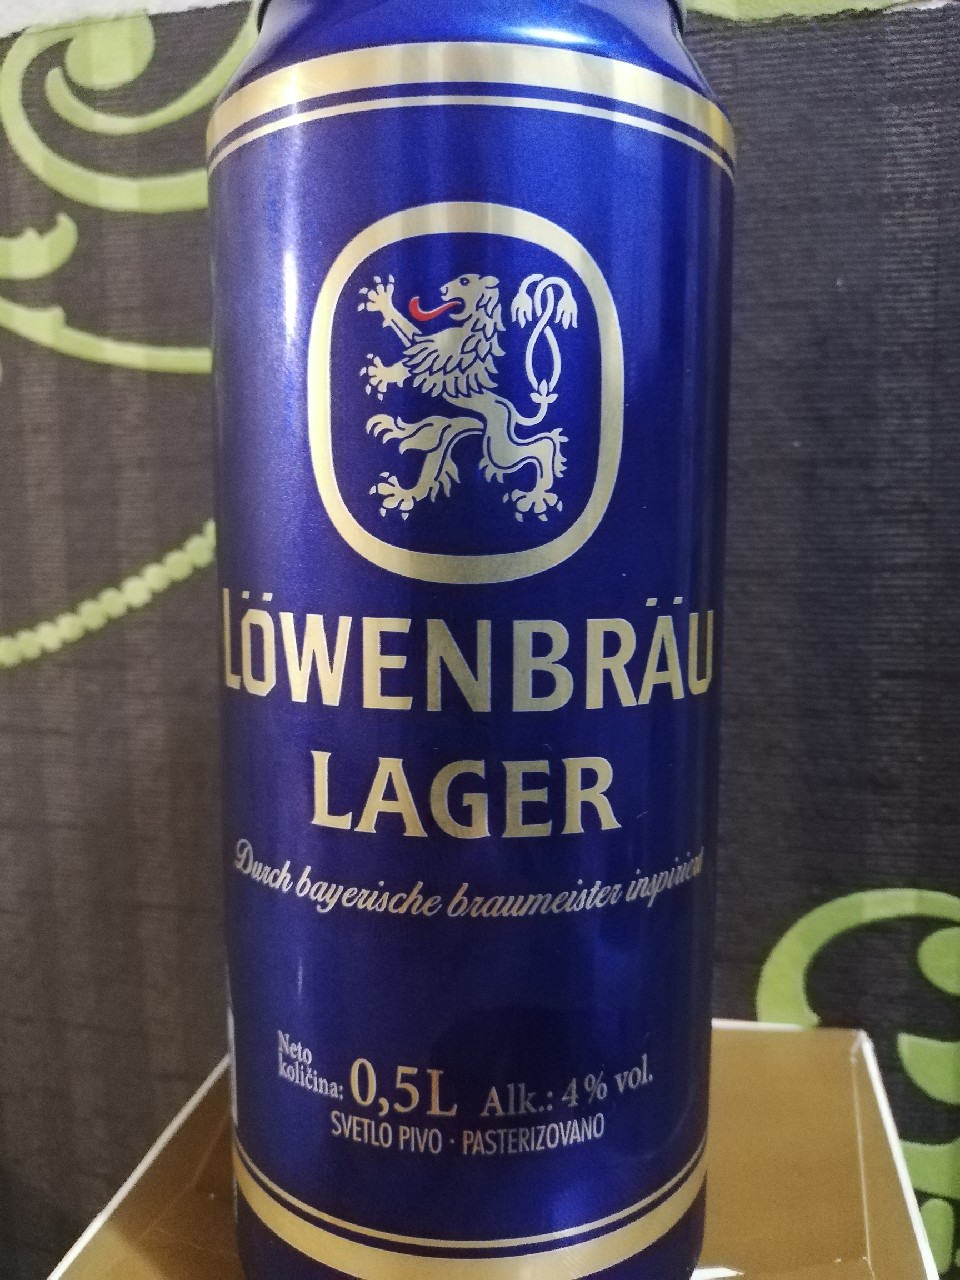 LÖWENBRÄU
LAGER
Durch bayerische braumeister inspiriert
Neto
količina: 0,5L Alk.: 4% vol.
SVETLO PIVO · PASTERIZOVANO